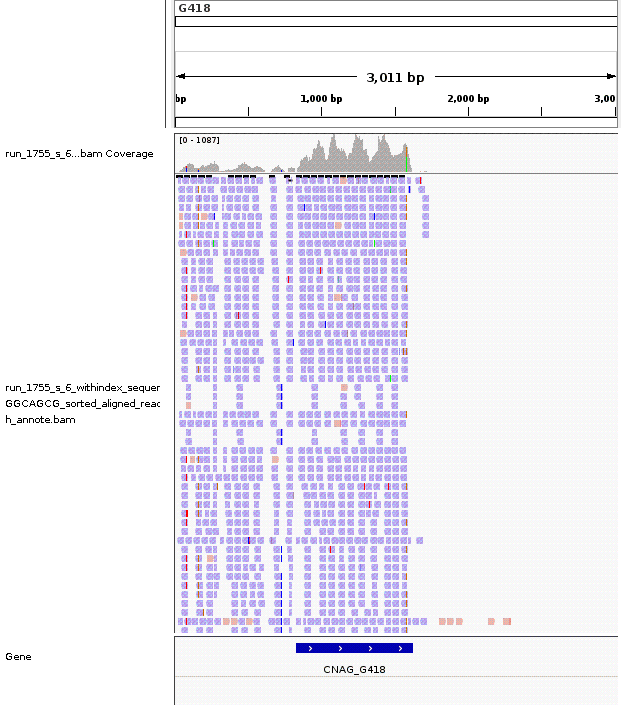 G418
3,011 bp
bp
1,000 bp
2,000 bp
3,00
[0 - 1087]
run_1755_s_6...bam Coverage
run_1755_s_6_withindex_sequer
GGCAGCG_sorted_aligned_reac
h_annote.bam
Gene
CNAG_G418